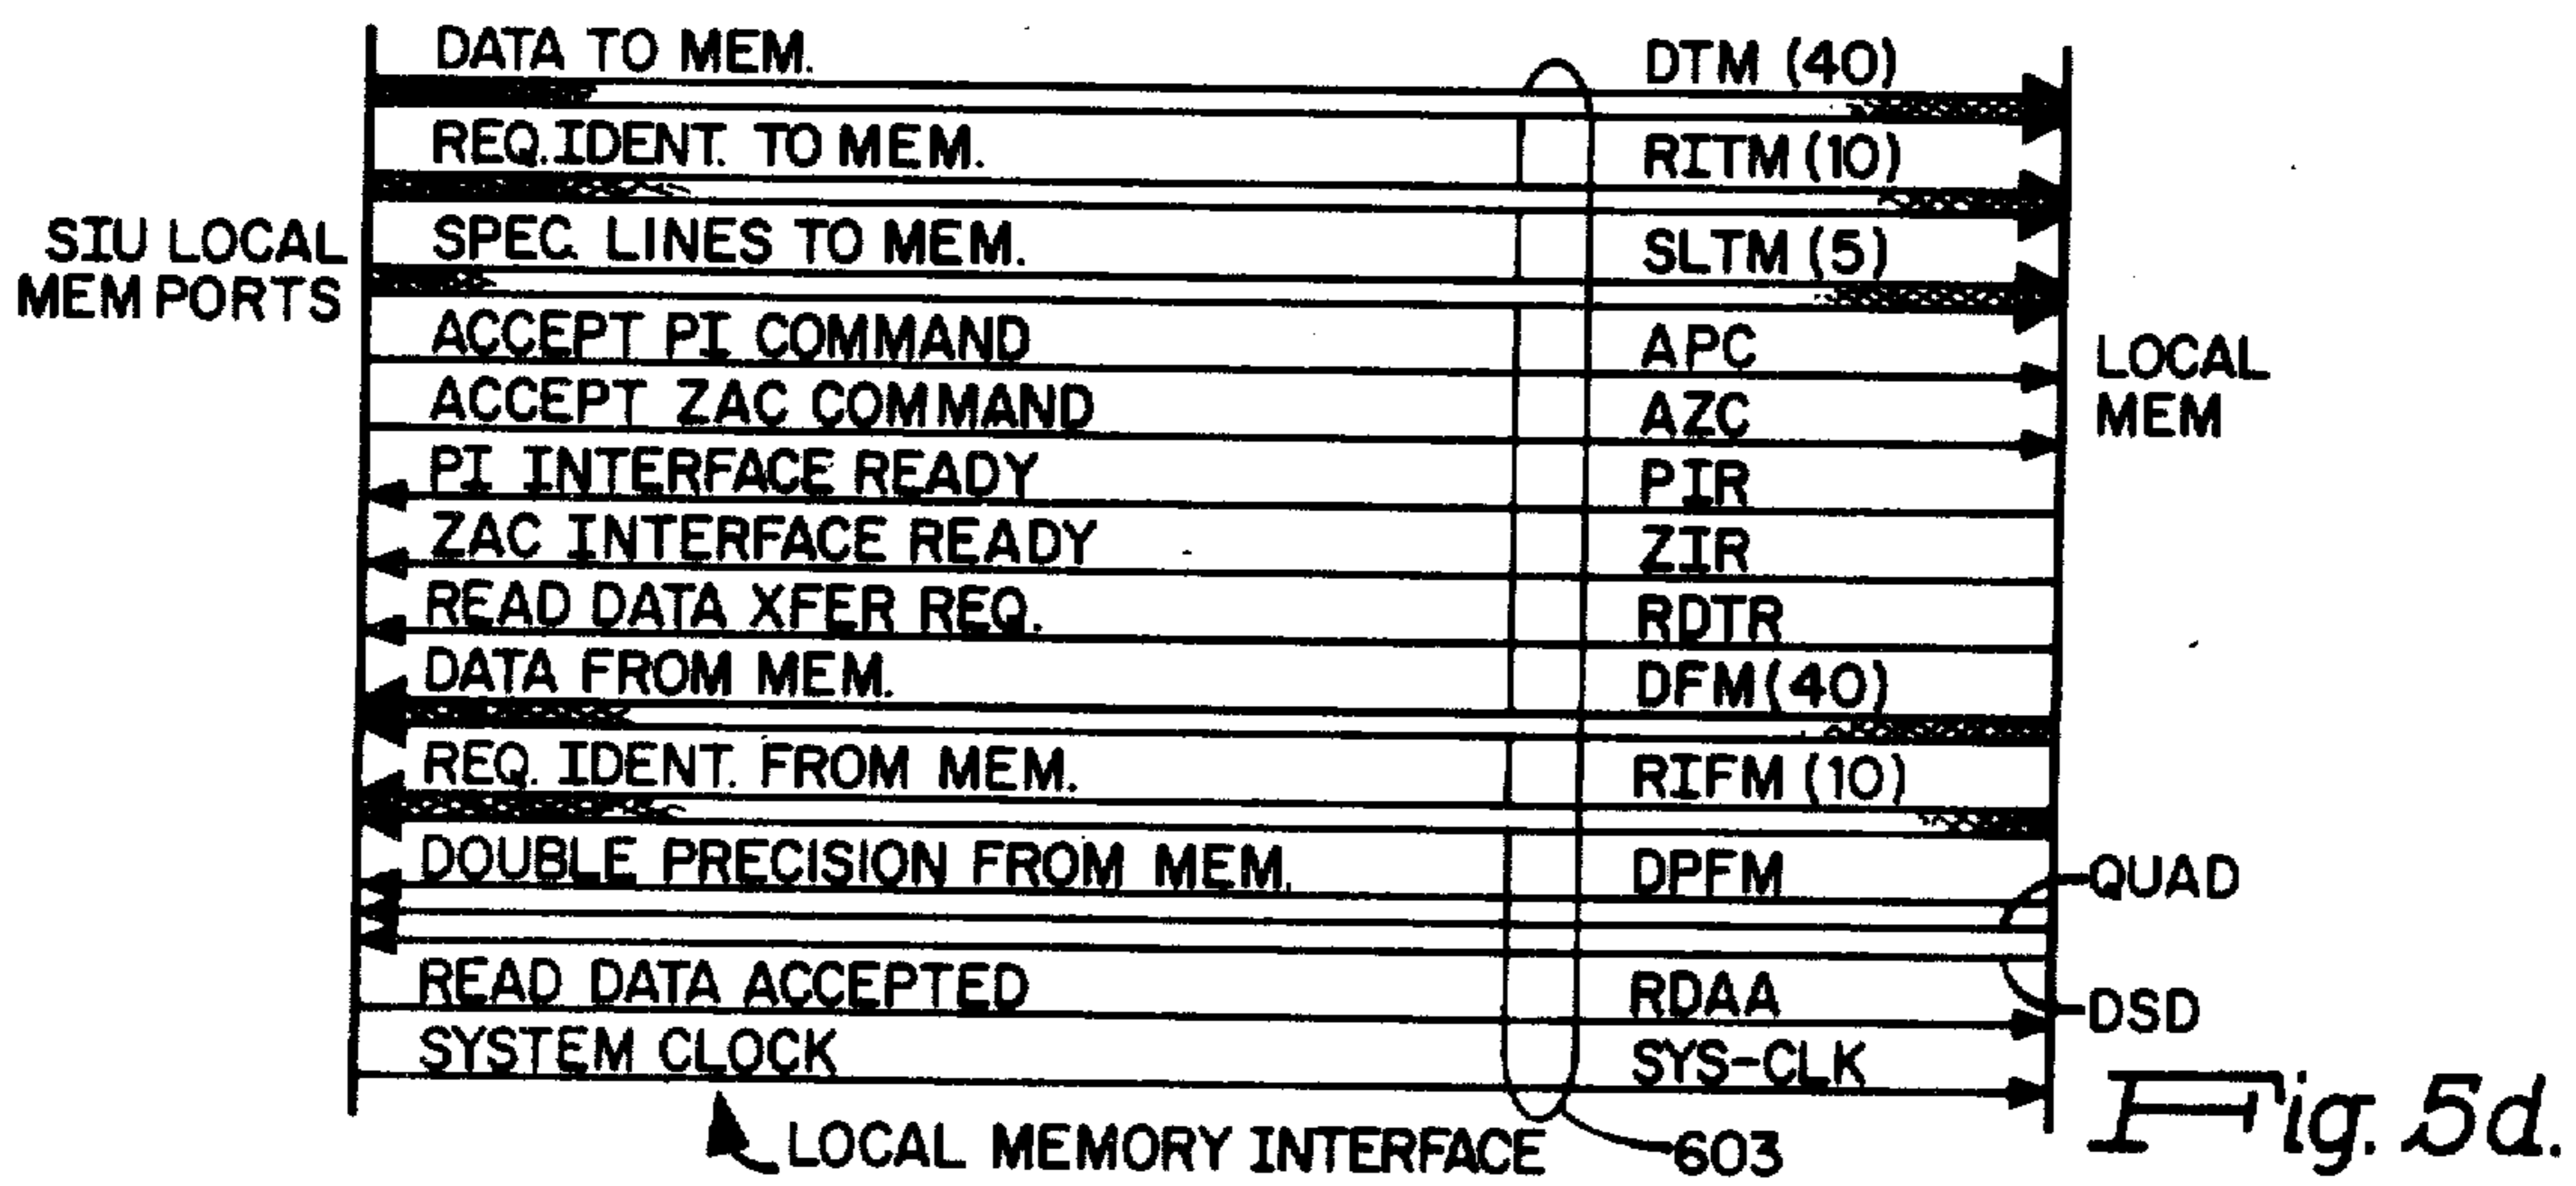 DATA TO MEM. DTM (40)
REQ. IDENT. TO MEM. RITM (10)
SIU LOCAL MEM PORTS
SPEC. LINES TO MEM. SLTM (5)
ACCEPT PI COMMAND APC
LOCAL MEM
ACCEPT ZAC COMMAND AZC
PI INTERFACE READY PIR
ZAC INTERFACE READY ZIR
READ DATA XFER REQ. RDTR
DATA FROM MEM. DFM (40)
REQ. IDENT. FROM MEM. RIFM (10)
DOUBLE PRECISION FROM MEM. DPFM
QUAD
READ DATA ACCEPTED RDAA
DSD
SYSTEM CLOCK SYS-CLK
LOCAL MEMORY INTERFACE
603
Fig. 5d.